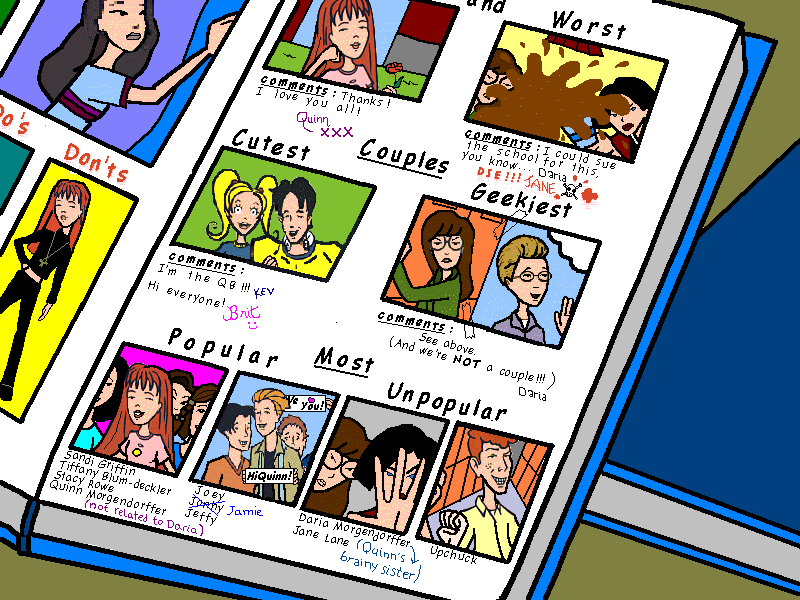 and Worst
comments: Thanks!
I love you all!
Quinn
xxx
comments: I could sue
the school for this,
you know... Daria
DIE!!! JANE
Do's Don'ts
Cutest Couples Geekiest
comments:
I'm the QB!!! KEV
Hi everyone!
Brit
comments:
See above.
(And we're NOT a couple!!!)
Daria
Popular Most Unpopular
Ve ♥ you!
HiQuinn!
Sandi Griffin
Tiffany Blum-deckler
Stacy Rowe
Quinn Morgendorffer
(not related to Daria)
Joey
Jamie
Jeffy
Daria Morgendorffer
Jane Lane (Quinn's
brainy sister)
Upchuck